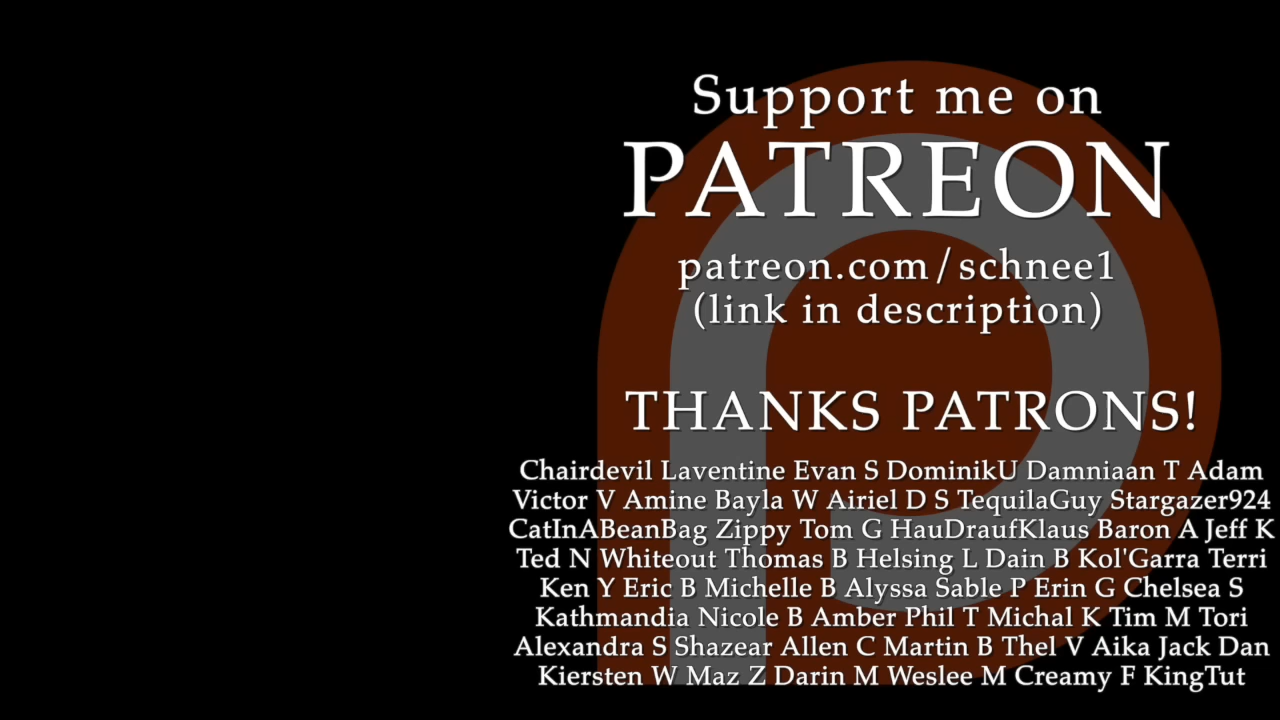 Support me on
PATREON
patreon.com/schnee1
(link in description)
THANKS PATRONS!
Chairdevil Laventine Evan S DominikU Damniaan T Adam
Victor V Amine Bayla W Airiel D S TequilaGuy Stargazer924
CatInABeanBag Zippy Tom G HauDraufKlaus Baron A Jeff K
Ted N Whiteout Thomas B Helsing L Dain B Kol'Garra Terri
Ken Y Eric B Michelle B Alyssa Sable P Erin G Chelsea S
Kathmandia Nicole B Amber Phil T Michal K Tim M Tori
Alexandra S Shazear Allen C Martin B Thel V Aika Jack Dan
Kiersten W Maz Z Darin M Weslee M Creamy F KingTut